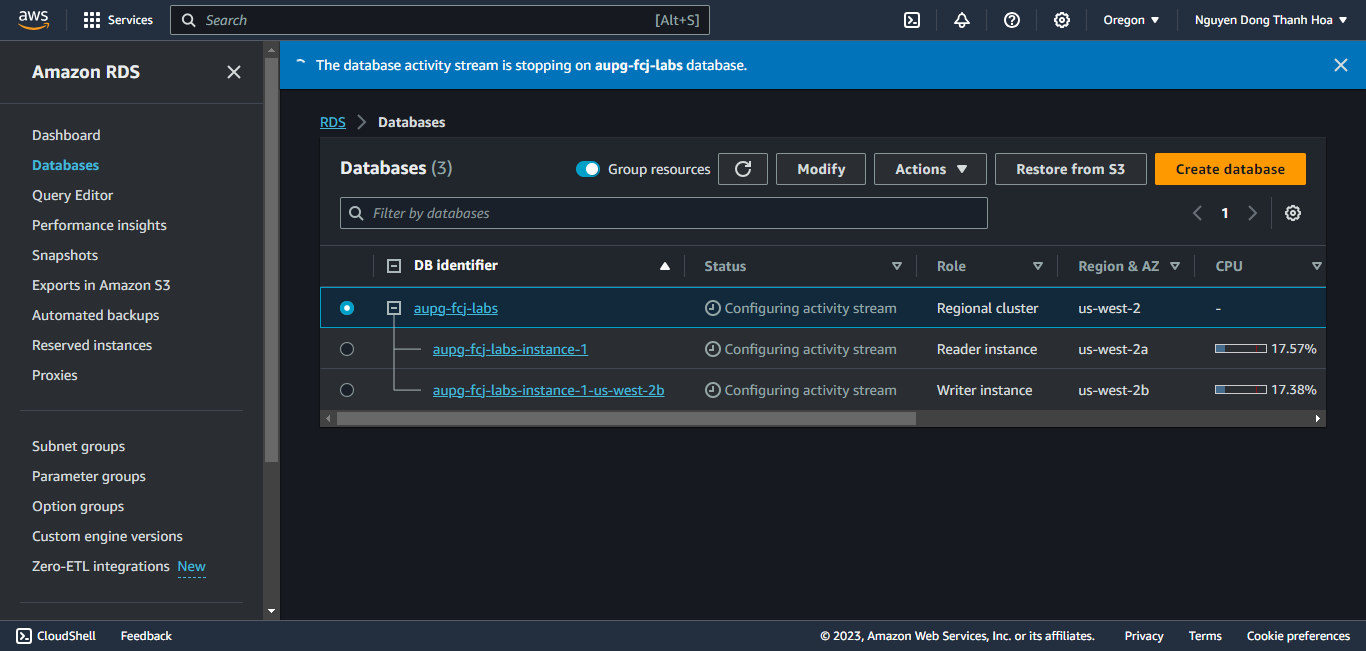 aws
Services
Search
[Alt+S]
Oregon ▼
Nguyen Dong Thanh Hoa ▼
Amazon RDS
Dashboard
Databases
Query Editor
Performance insights
Snapshots
Exports in Amazon S3
Automated backups
Reserved instances
Proxies
Subnet groups
Parameter groups
Option groups
Custom engine versions
Zero-ETL integrations New
The database activity stream is stopping on aupg-fcj-labs database.
RDS > Databases
Databases (3)
Group resources
Modify
Actions ▼
Restore from S3
Create database
Filter by databases
1
DB identifier Status Role Region & AZ CPU
aupg-fcj-labs Configuring activity stream Regional cluster us-west-2 -
aupg-fcj-labs-instance-1 Configuring activity stream Reader instance us-west-2a 17.57%
aupg-fcj-labs-instance-1-us-west-2b Configuring activity stream Writer instance us-west-2b 17.38%
CloudShell Feedback © 2023, Amazon Web Services, Inc. or its affiliates. Privacy Terms Cookie preferences